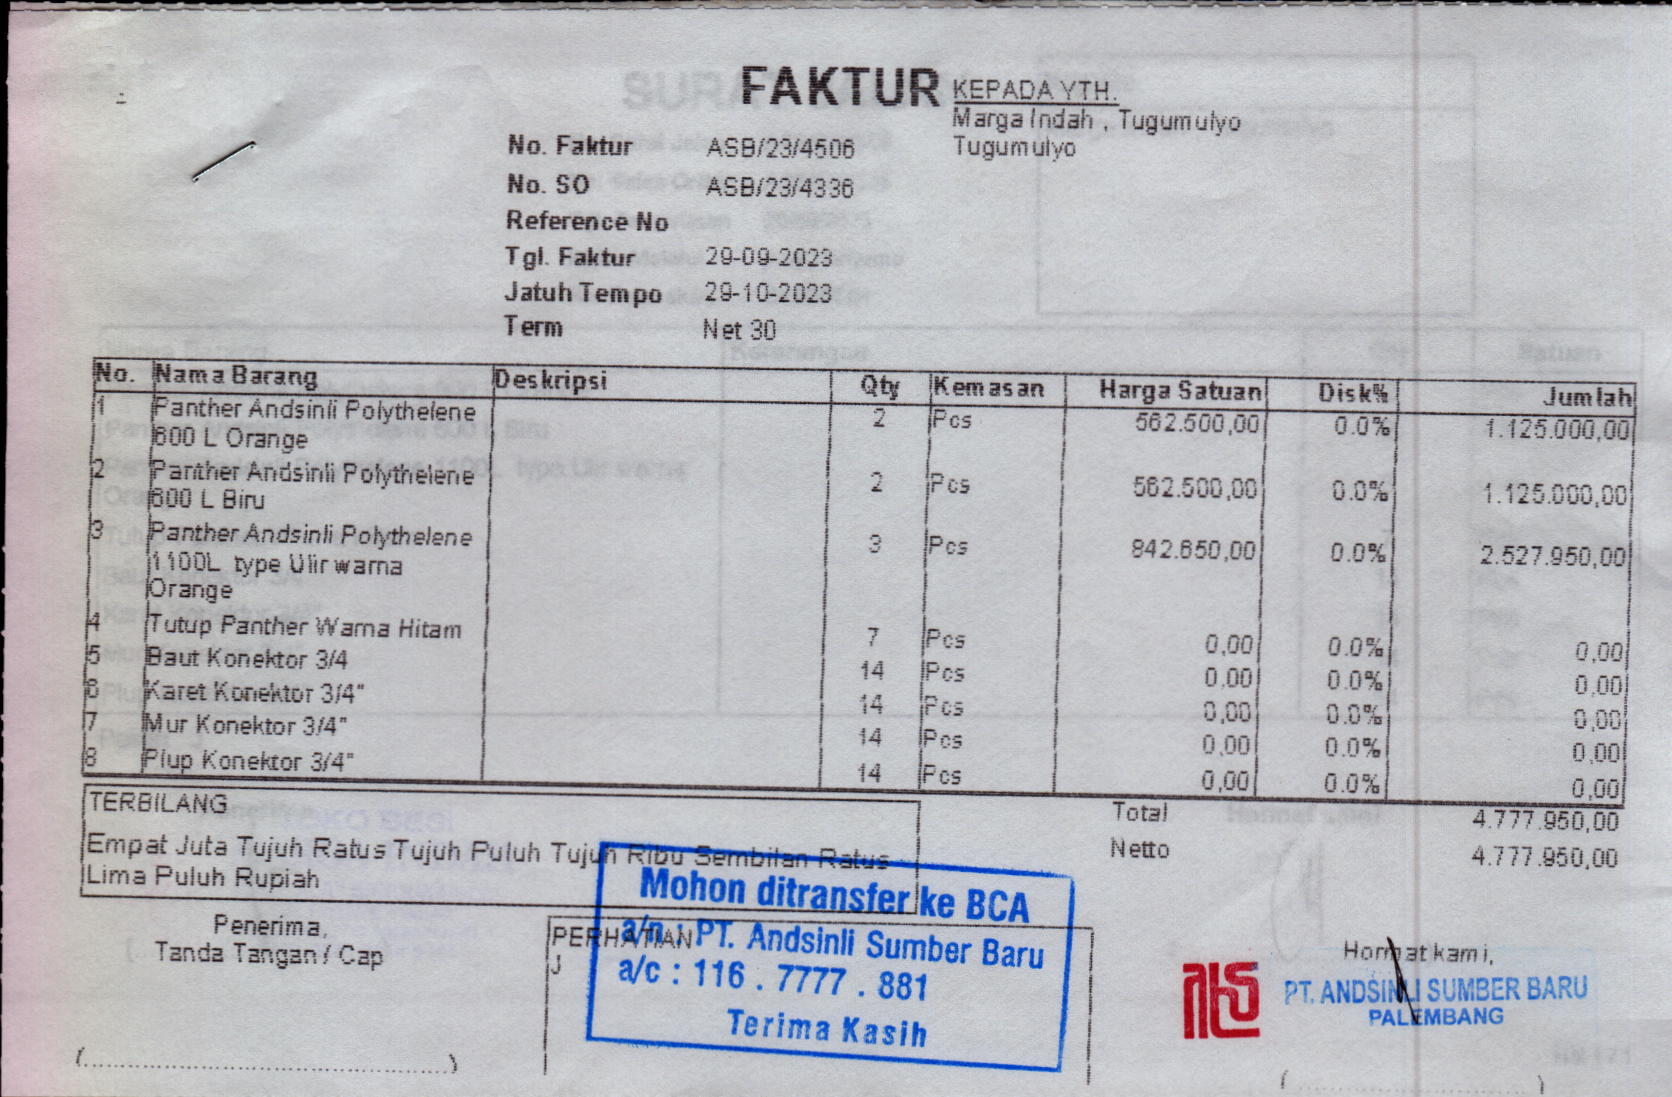 FAKTUR
KEPADA YTH.
Marga Indah , Tugumulyo
Tugumulyo
No. Faktur ASB/23/4506
No. SO ASB/23/4336
Reference No
Tgl. Faktur 29-09-2023
Jatuh Tempo 29-10-2023
Term Net 30
No. Nama Barang Deskripsi Qty Kemasan Harga Satuan Disk% Jumlah
1 Panther Andsinli Polythelene 2 Pcs 562.500,00 0.0% 1.125.000,00
600 L Orange
2 Panther Andsinli Polythelene 2 Pcs 562.500,00 0.0% 1.125.000,00
600 L Biru
3 Panther Andsinli Polythelene 3 Pcs 842.650,00 0.0% 2.527.950,00
1100L type Ulir warna
Orange
4 Tutup Panther Warna Hitam 7 Pcs 0,00 0.0% 0,00
5 Baut Konektor 3/4 14 Pcs 0,00 0.0% 0,00
6 Karet Konektor 3/4" 14 Pcs 0,00 0.0% 0,00
7 Mur Konektor 3/4" 14 Pcs 0,00 0.0% 0,00
8 Plup Konektor 3/4" 14 Pcs 0,00 0.0% 0,00
TERBILANG
Empat Juta Tujuh Ratus Tujuh Puluh Tujuh Ribu Sembilan Ratus
Lima Puluh Rupiah
Total 4.777.950,00
Netto 4.777.950,00
Penerima,
Tanda Tangan / Cap
PERHATIAN
J
Mohon ditransfer ke BCA
a/n : PT. Andsinli Sumber Baru
a/c : 116 . 7777 . 881
Terima Kasih
Hormat kami,
PT. ANDSINLI SUMBER BARU
PALEMBANG